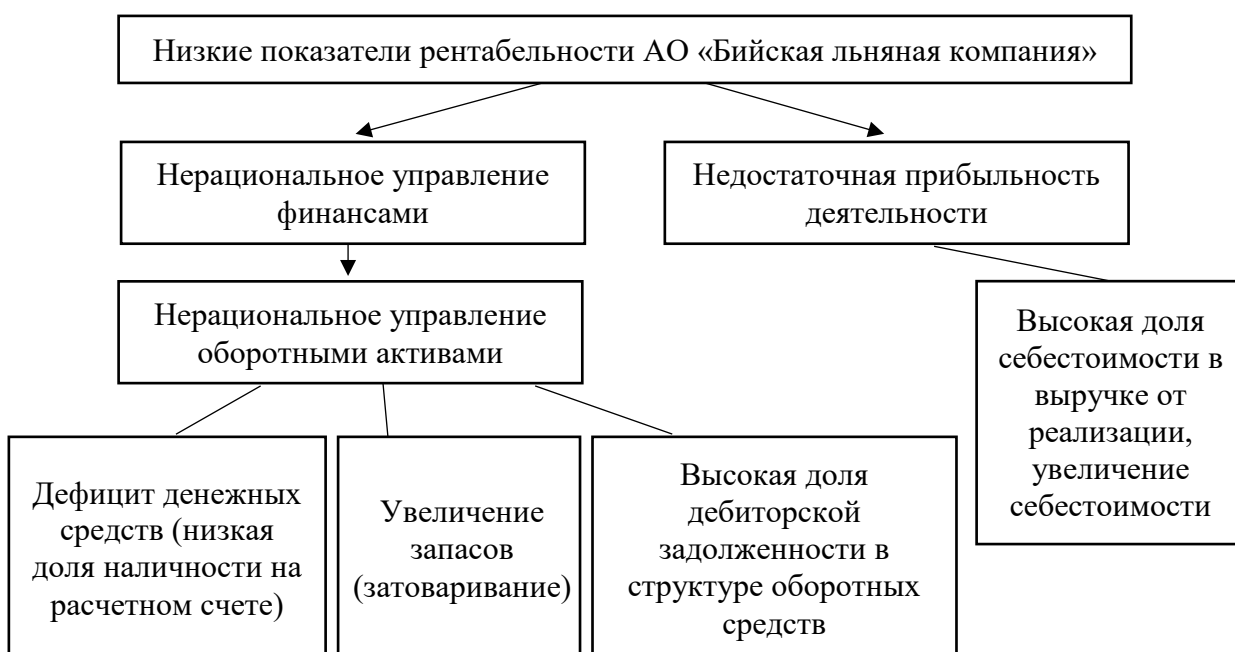 Низкие показатели рентабельности АО «Бийская льняная компания»
Нерациональное управление
финансами
Недостаточная прибыльность
деятельности
Нерациональное управление
оборотными активами
Высокая доля
себестоимости в
выручке от
реализации,
увеличение
себестоимости
Дефицит денежных
средств (низкая
доля наличности на
расчетном счете)
Увеличение
запасов
(затоваривание)
Высокая доля
дебиторской
задолженности в
структуре оборотных
средств